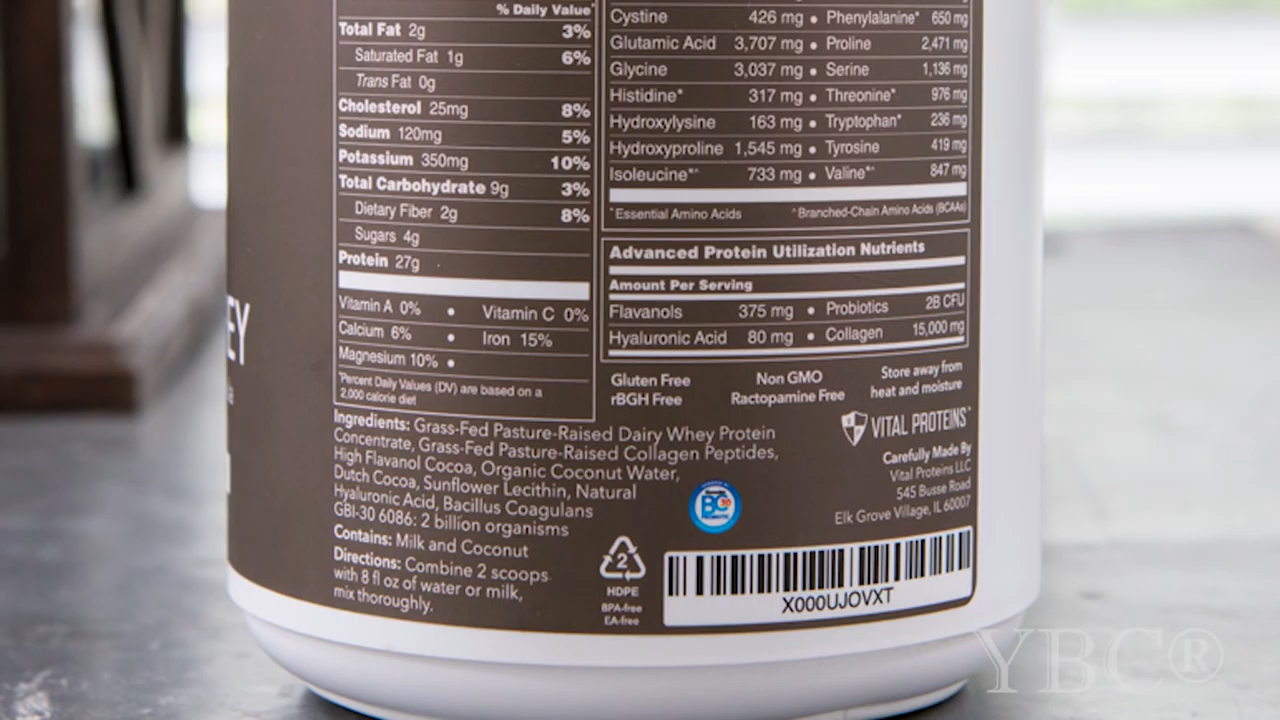 % Daily Value*
Total Fat 2g 3%
Saturated Fat 1g 6%
Trans Fat 0g
Cholesterol 25mg 8%
Sodium 120mg 5%
Potassium 350mg 10%
Total Carbohydrate 9g 3%
Dietary Fiber 2g 8%
Sugars 4g
Protein 27g
Vitamin A 0% • Vitamin C 0%
Calcium 6% • Iron 15%
Magnesium 10% •
*Percent Daily Values (DV) are based on a
2,000 calorie diet
Cystine 426 mg • Phenylalanine* 650 mg
Glutamic Acid 3,707 mg • Proline 2,471 mg
Glycine 3,037 mg • Serine 1,136 mg
Histidine* 317 mg • Threonine* 976 mg
Hydroxylysine 163 mg • Tryptophan* 236 mg
Hydroxyproline 1,545 mg • Tyrosine 419 mg
Isoleucine*^ 733 mg • Valine*^ 847 mg
*Essential Amino Acids ^Branched-Chain Amino Acids (BCAAs)
Advanced Protein Utilization Nutrients
Amount Per Serving
Flavanols 375 mg • Probiotics 2B CFU
Hyaluronic Acid 80 mg • Collagen 15,000 mg
Gluten Free
rBGH Free
Non GMO
Ractopamine Free
Store away from
heat and moisture
VITAL PROTEINS™
Carefully Made By
Vital Proteins LLC
545 Busse Road
Elk Grove Village, IL 60007
Ingredients: Grass-Fed Pasture-Raised Dairy Whey Protein
Concentrate, Grass-Fed Pasture-Raised Collagen Peptides,
High Flavanol Cocoa, Organic Coconut Water,
Dutch Cocoa, Sunflower Lecithin, Natural
Hyaluronic Acid, Bacillus Coagulans
GBI-30 6086: 2 billion organisms
Contains: Milk and Coconut
Directions: Combine 2 scoops
with 8 fl oz of water or milk,
mix thoroughly.
BC30
2
HDPE
BPA-free
EA-free
X000UJOVXT
EY
YBC®